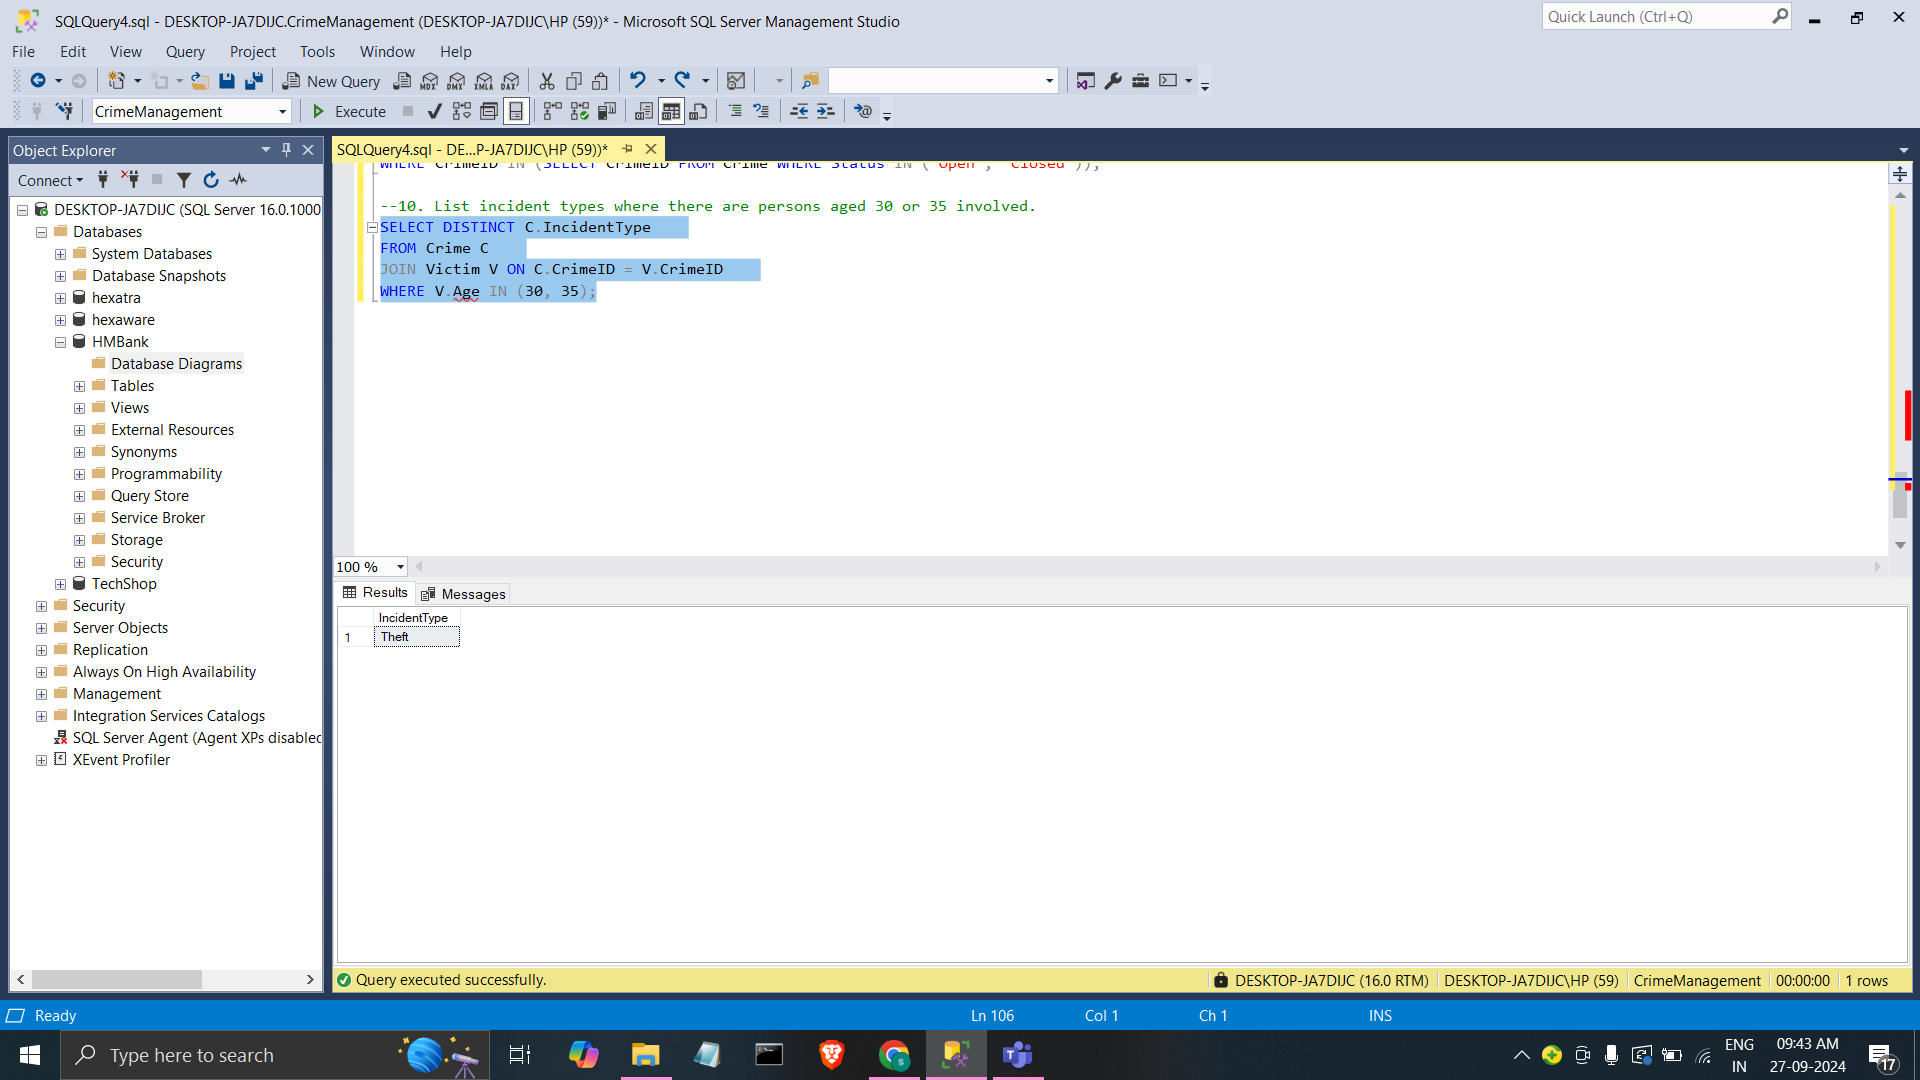 SQLQuery4.sql - DESKTOP-JA7DIJC.CrimeManagement (DESKTOP-JA7DIJC\HP (59))* - Microsoft SQL Server Management Studio
Quick Launch (Ctrl+Q)
File Edit View Query Project Tools Window Help
New Query
MDX DMX XMLA DAX
CrimeManagement
Execute
Object Explorer
SQLQuery4.sql - DE...P-JA7DIJC\HP (59))*
Connect
DESKTOP-JA7DIJC (SQL Server 16.0.1000
Databases
System Databases
Database Snapshots
hexatra
hexaware
HMBank
Database Diagrams
Tables
Views
External Resources
Synonyms
Programmability
Query Store
Service Broker
Storage
Security
TechShop
Security
Server Objects
Replication
Always On High Availability
Management
Integration Services Catalogs
SQL Server Agent (Agent XPs disabled
XEvent Profiler
WHERE CrimeID IN (SELECT CrimeID FROM Crime WHERE Status IN ('Open', 'Closed'));
--10. List incident types where there are persons aged 30 or 35 involved.
SELECT DISTINCT C.IncidentType
FROM Crime C
JOIN Victim V ON C.CrimeID = V.CrimeID
WHERE V.Age IN (30, 35);
100 %
Results Messages
IncidentType
1 Theft
Query executed successfully.
DESKTOP-JA7DIJC (16.0 RTM) DESKTOP-JA7DIJC\HP (59) CrimeManagement 00:00:00 1 rows
Ready
Ln 106 Col 1 Ch 1 INS
Type here to search
ENG
IN
09:43 AM
27-09-2024
17